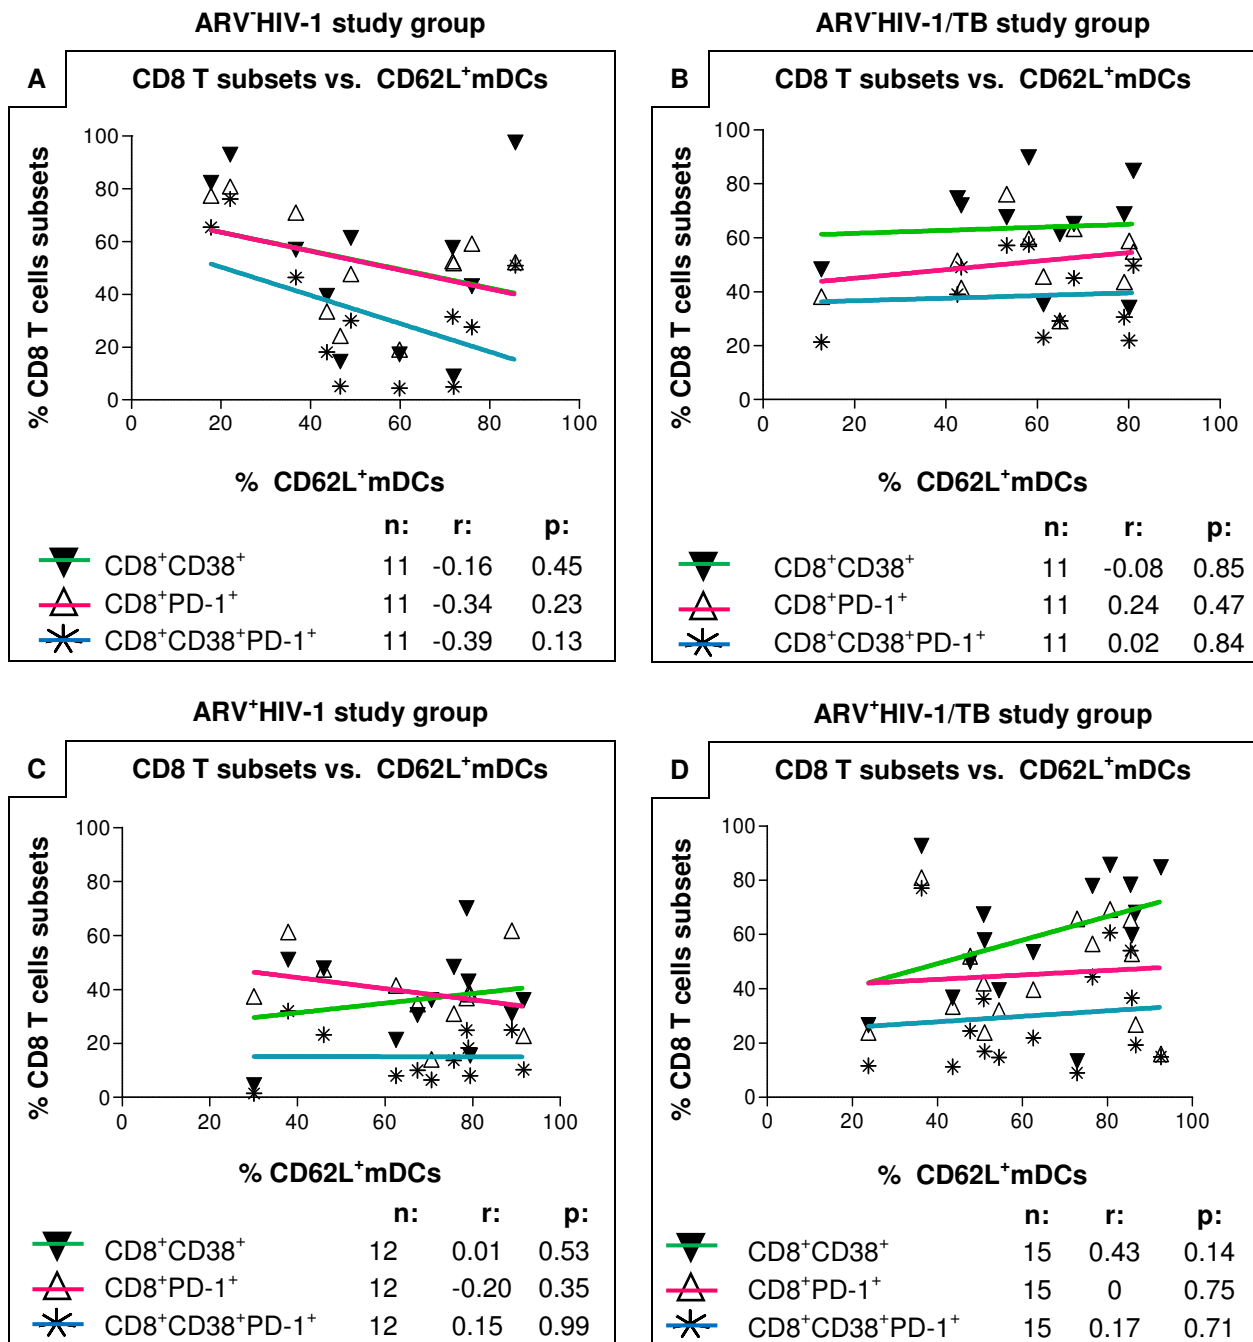 ARV⁻HIV-1 study group
A
CD8 T subsets vs. CD62L⁺mDCs
% CD8 T cells subsets
100
80
60
40
20
0
0 20 40 60 80 100
% CD62L⁺mDCs
n: r: p:
CD8⁺CD38⁺ 11 -0.16 0.45
CD8⁺PD-1⁺ 11 -0.34 0.23
CD8⁺CD38⁺PD-1⁺ 11 -0.39 0.13
ARV⁻HIV-1/TB study group
B
CD8 T subsets vs. CD62L⁺mDCs
% CD8 T cells subsets
100
80
60
40
20
0
0 20 40 60 80 100
% CD62L⁺mDCs
n: r: p:
CD8⁺CD38⁺ 11 -0.08 0.85
CD8⁺PD-1⁺ 11 0.24 0.47
CD8⁺CD38⁺PD-1⁺ 11 0.02 0.84
ARV⁺HIV-1 study group
C
CD8 T subsets vs. CD62L⁺mDCs
% CD8 T cells subsets
100
80
60
40
20
0
0 20 40 60 80 100
% CD62L⁺mDCs
n: r: p:
CD8⁺CD38⁺ 12 0.01 0.53
CD8⁺PD-1⁺ 12 -0.20 0.35
CD8⁺CD38⁺PD-1⁺ 12 0.15 0.99
ARV⁺HIV-1/TB study group
D
CD8 T subsets vs. CD62L⁺mDCs
% CD8 T cells subsets
100
80
60
40
20
0
0 20 40 60 80 100
% CD62L⁺mDCs
n: r: p:
CD8⁺CD38⁺ 15 0.43 0.14
CD8⁺PD-1⁺ 15 0 0.75
CD8⁺CD38⁺PD-1⁺ 15 0.17 0.71